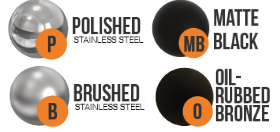 P
POLISHED
STAINLESS STEEL
MB
MATTE
BLACK
B
BRUSHED
STAINLESS STEEL
O
OIL-
RUBBED
BRONZE